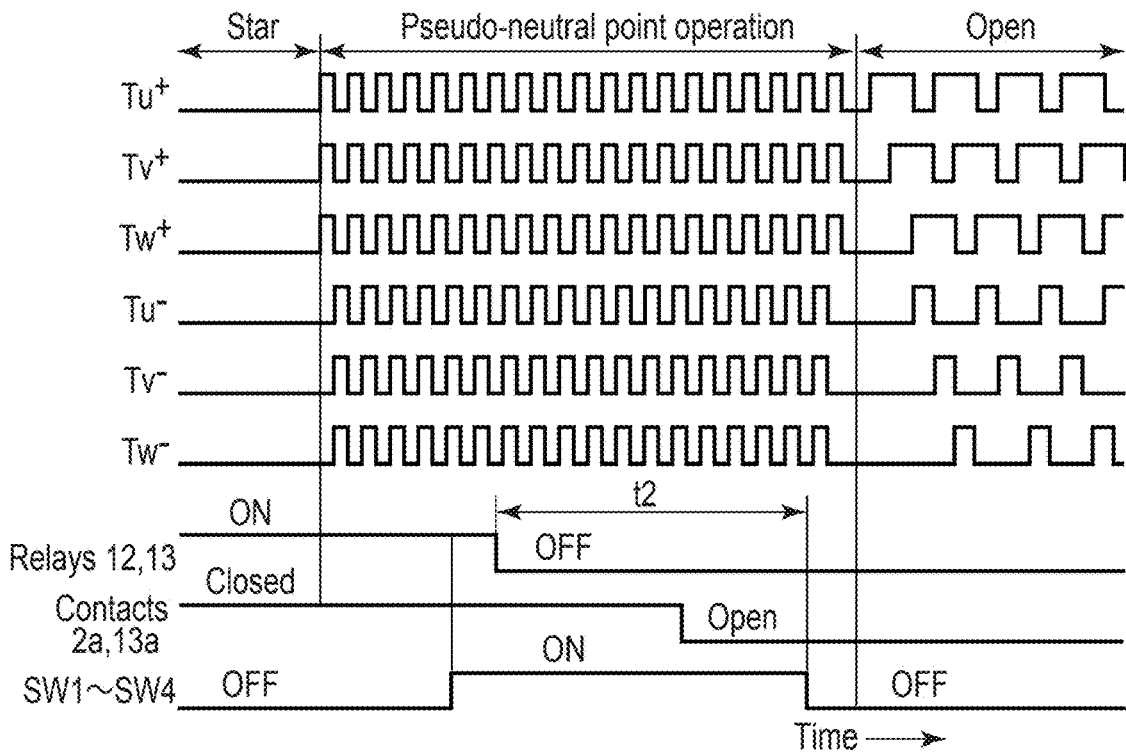 Star Pseudo-neutral point operation Open
Tu+
Tv+
Tw+
Tu-
Tv-
Tw-
t2
ON
Relays 12,13 OFF
Closed
Contacts
2a,13a Open
ON
SW1～SW4 OFF OFF
Time